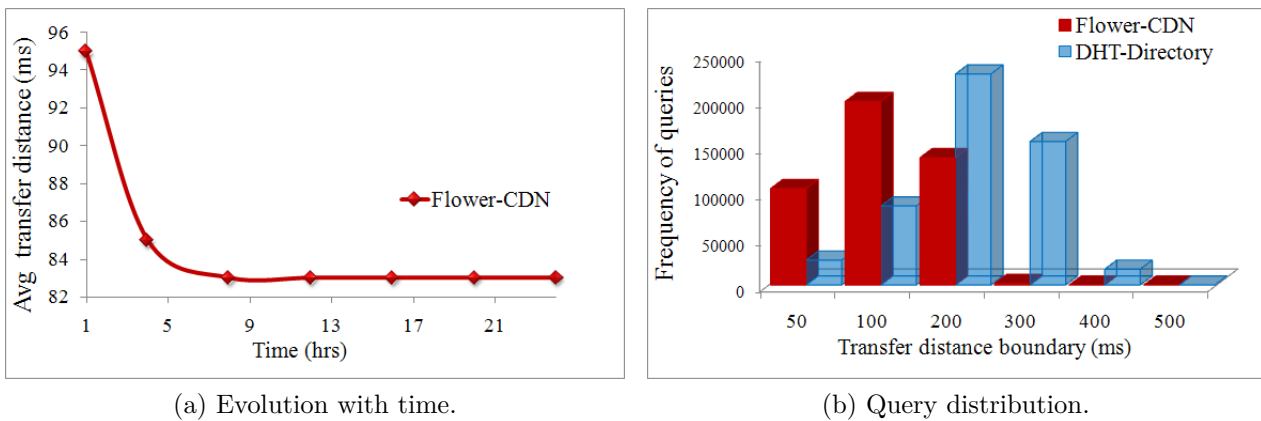 96
94
92
90
88
86
84
82
Avg transfer distance (ms)
Flower-CDN
1 5 9 13 17 21
Time (hrs)
(a) Evolution with time.
Flower-CDN
DHT-Directory
250000
200000
150000
100000
50000
0
Frequency of queries
50 100 200 300 400 500
Transfer distance boundary (ms)
(b) Query distribution.